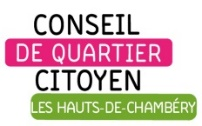 CONSEIL
DE QUARTIER
CITOYEN
LES HAUTS-DE-CHAMBÉRY